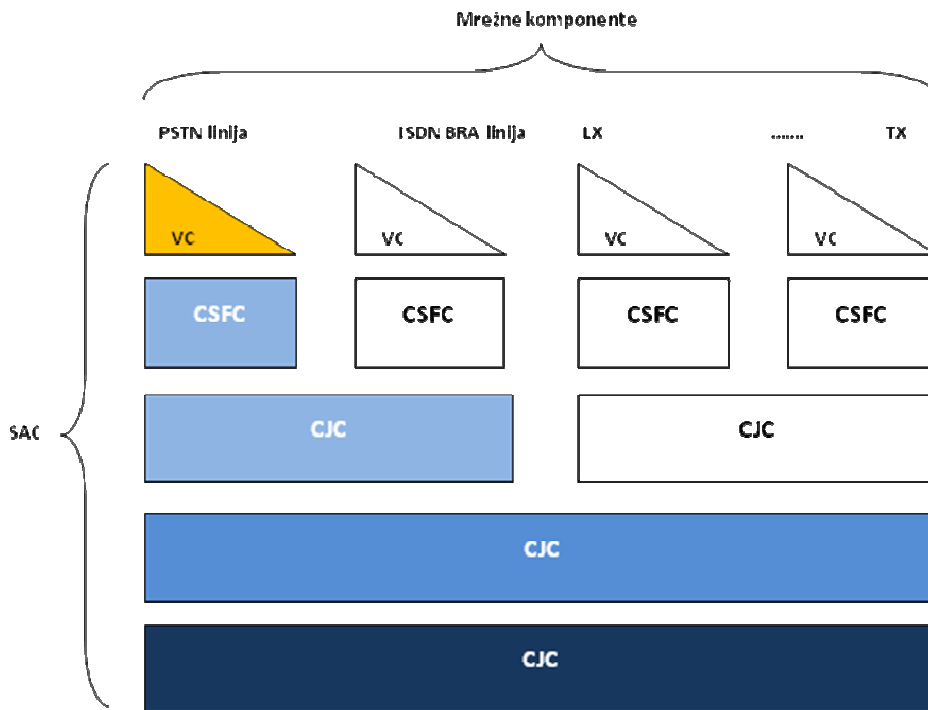 Mrežne komponente
PSTN linija ISDN BRA linija LX ....... TX
VC VC VC VC
CSFC CSFC CSFC CSFC
SAC
CJC CJC
CJC
CJC